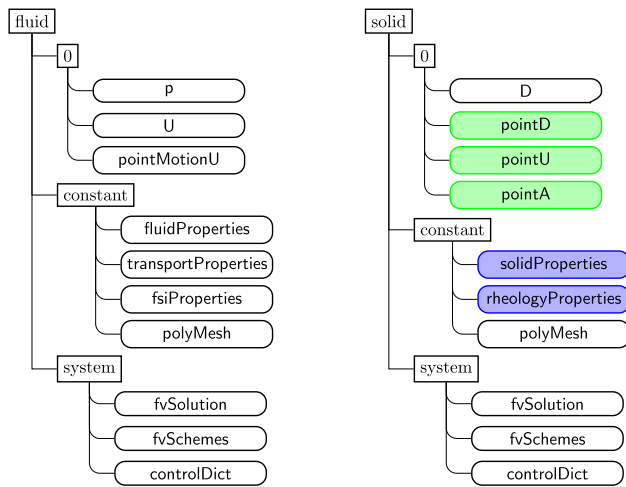 fluid
0
p
U
pointMotionU
constant
fluidProperties
transportProperties
fsiProperties
polyMesh
system
fvSolution
fvSchemes
controlDict
solid
0
D
pointD
pointU
pointA
constant
solidProperties
rheologyProperties
polyMesh
system
fvSolution
fvSchemes
controlDict